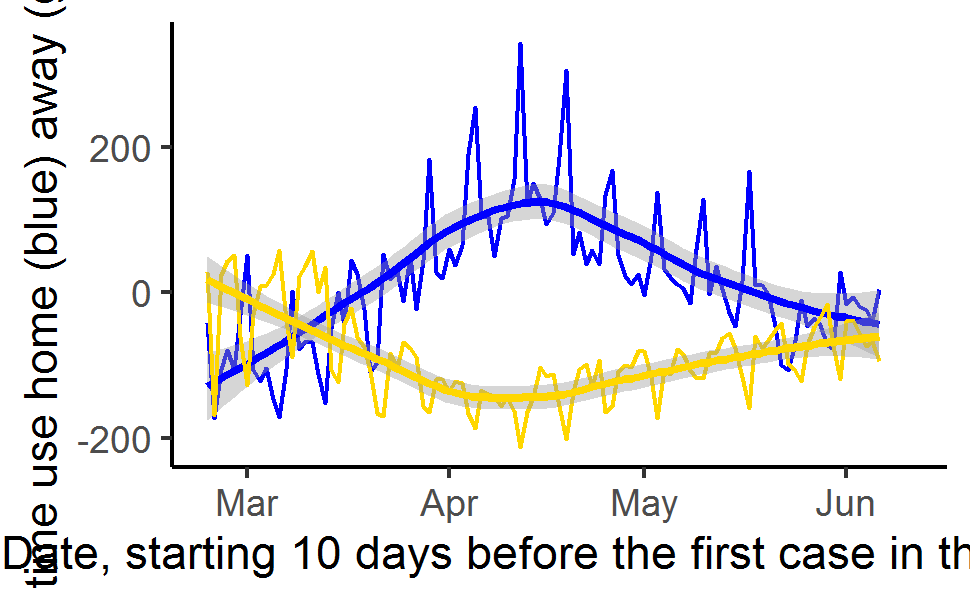 time use home (blue) away (
200
0
-200
Mar Apr May Jun
Date, starting 10 days before the first case in th